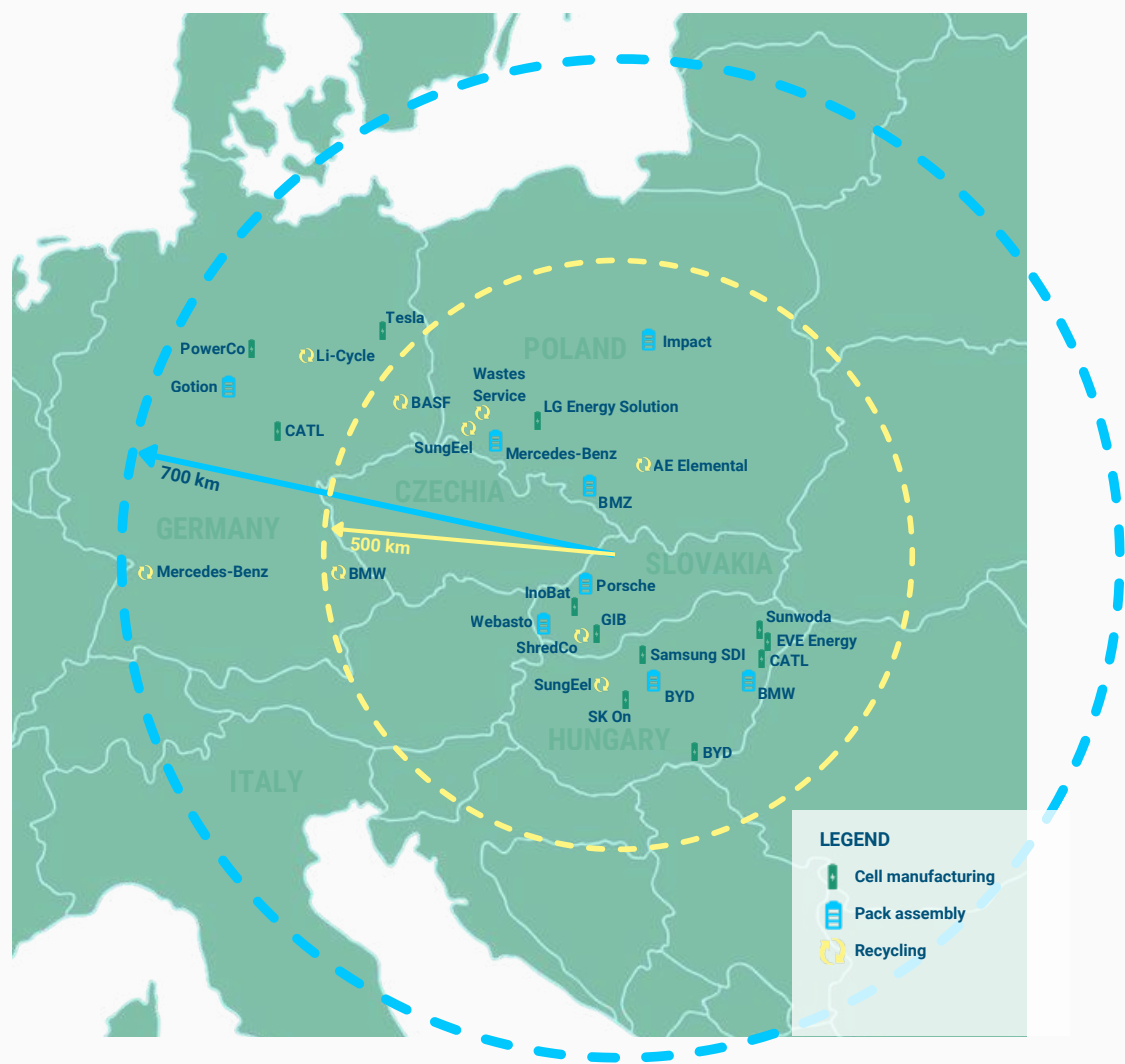 Tesla
PowerCo
Li-Cycle
POLAND
Impact
Gotion
Wastes
Service
BASF
LG Energy Solution
CATL
SungEel
Mercedes-Benz
AE Elemental
700 km
CZECHIA
BMZ
GERMANY
500 km
SLOVAKIA
Mercedes-Benz
BMW
InoBat
Porsche
Webasto
GIB
Sunwoda
ShredCo
EVE Energy
Samsung SDI
CATL
SungEel
BYD
BMW
SK On
HUNGARY
BYD
ITALY
LEGEND
Cell manufacturing
Pack assembly
Recycling